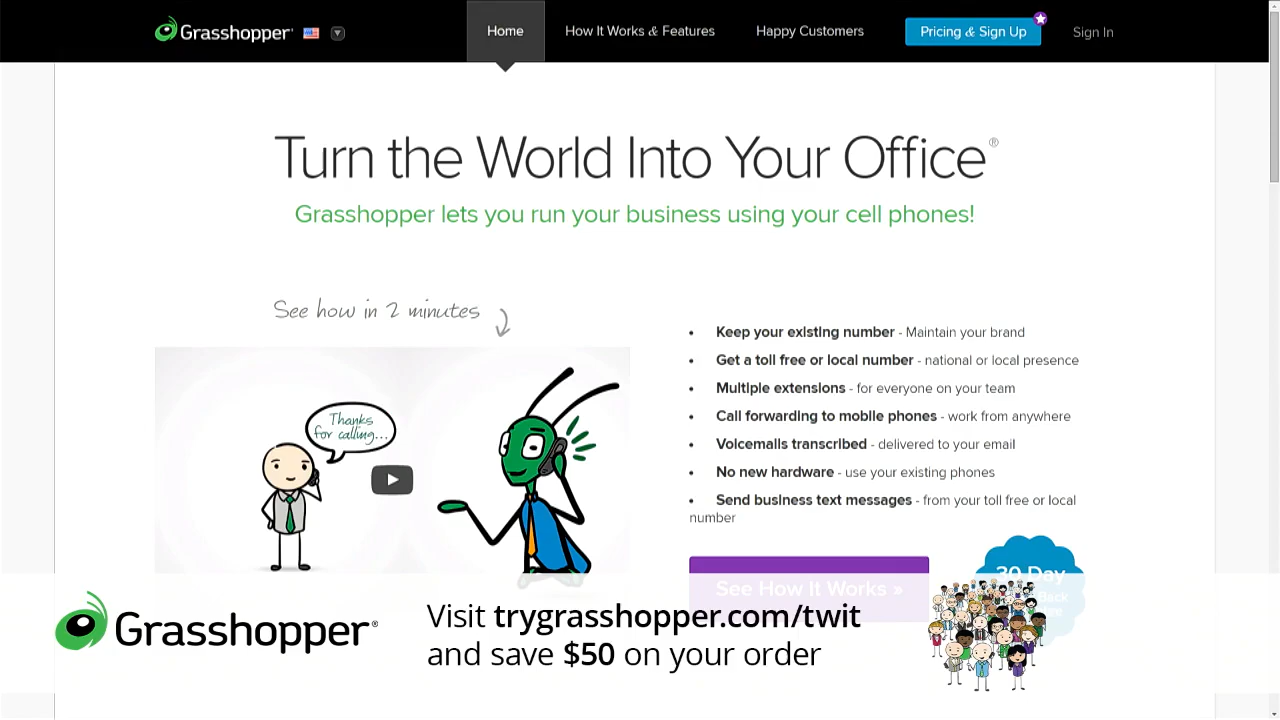 Grasshopper
Home
How It Works & Features
Happy Customers
Pricing & Sign Up
Sign In
Turn the World Into Your Office®
Grasshopper lets you run your business using your cell phones!
See how in 2 minutes
Thanks
for calling...
• Keep your existing number - Maintain your brand
• Get a toll free or local number - national or local presence
• Multiple extensions - for everyone on your team
• Call forwarding to mobile phones - work from anywhere
• Voicemails transcribed - delivered to your email
• No new hardware - use your existing phones
• Send business text messages - from your toll free or local
number
See How It Works »
30 Day
Back
Grasshopper®
Visit trygrasshopper.com/twit
and save $50 on your order